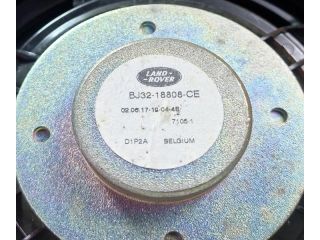 LAND-
ROVER
BJ32-18808-CE
02.06.17-19:04:48
7105-1
D1P2A BELGIUM